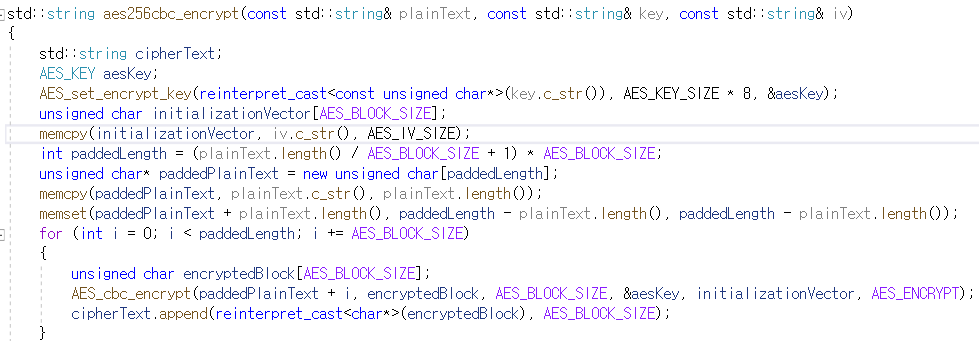 std::string aes256cbc_encrypt(const std::string& plainText, const std::string& key, const std::string& iv)
{
    std::string cipherText;
    AES_KEY aesKey;
    AES_set_encrypt_key(reinterpret_cast<const unsigned char*>(key.c_str()), AES_KEY_SIZE * 8, &aesKey);
    unsigned char initializationVector[AES_BLOCK_SIZE];
    memcpy(initializationVector, iv.c_str(), AES_IV_SIZE);
    int paddedLength = (plainText.length() / AES_BLOCK_SIZE + 1) * AES_BLOCK_SIZE;
    unsigned char* paddedPlainText = new unsigned char[paddedLength];
    memcpy(paddedPlainText, plainText.c_str(), plainText.length());
    memset(paddedPlainText + plainText.length(), paddedLength - plainText.length(), paddedLength - plainText.length());
    for (int i = 0; i < paddedLength; i += AES_BLOCK_SIZE)
    {
        unsigned char encryptedBlock[AES_BLOCK_SIZE];
        AES_cbc_encrypt(paddedPlainText + i, encryptedBlock, AES_BLOCK_SIZE, &aesKey, initializationVector, AES_ENCRYPT);
        cipherText.append(reinterpret_cast<char*>(encryptedBlock), AES_BLOCK_SIZE);
    }